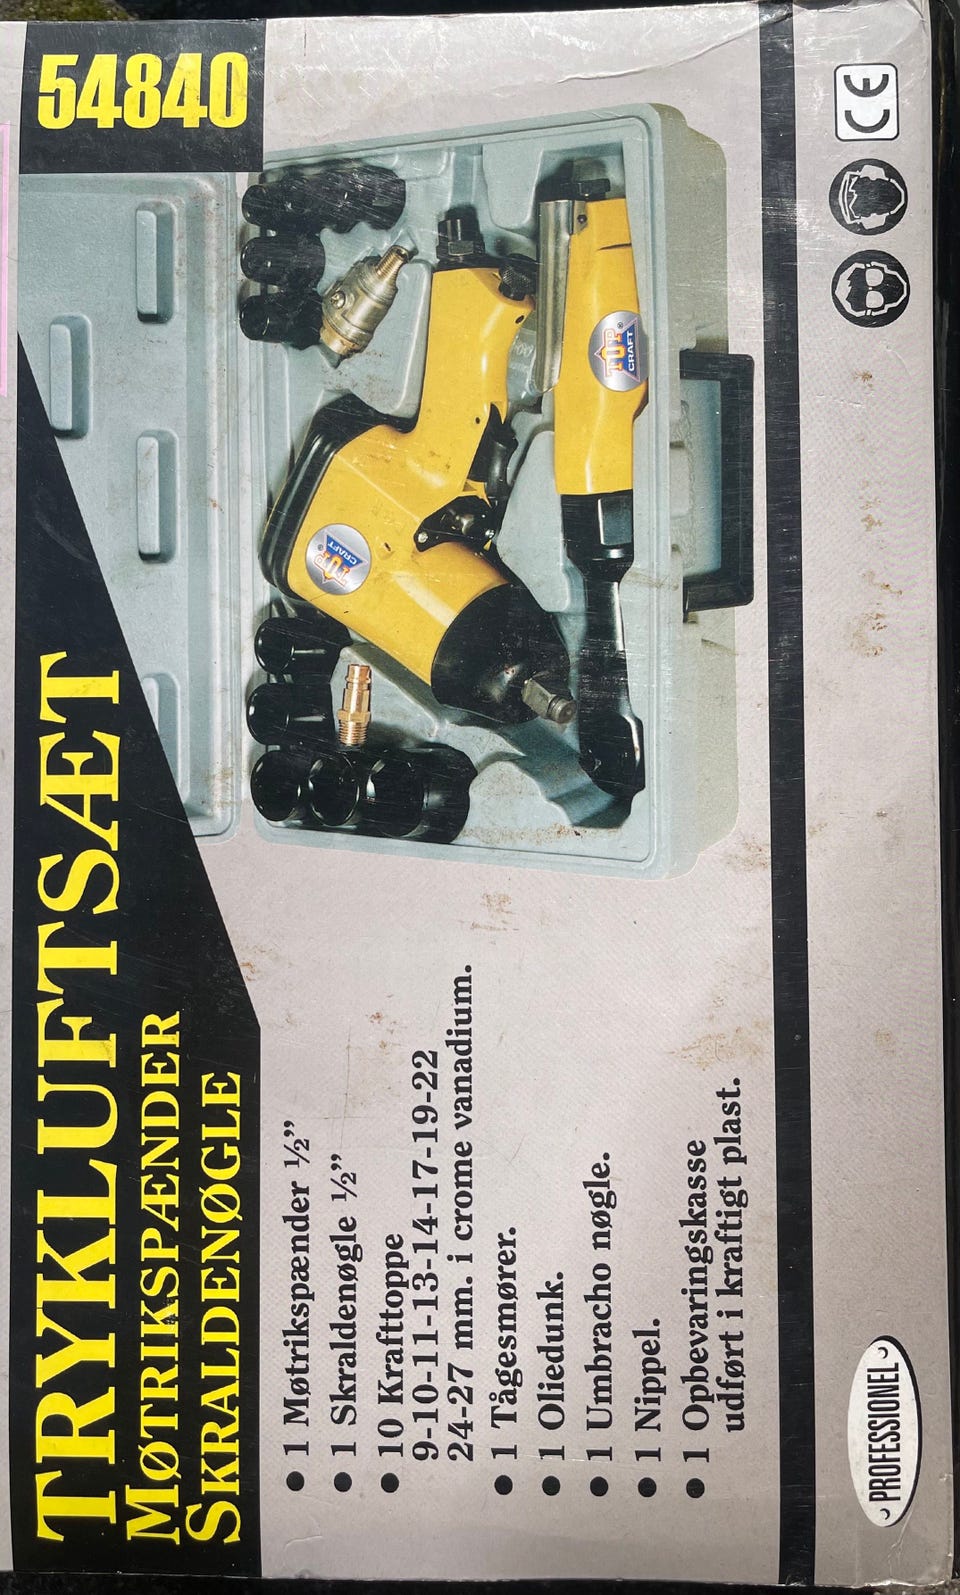 54840
TRYKLUFTSÆT
MØTRIKSPÆNDER
SKRALDENØGLE
TOP
CRAFT
®
TOP
CRAFT
®
• 1 Møtrikspænder ½”
• 1 Skraldenøgle ½”
• 10 Krafttoppe
9-10-11-13-14-17-19-22
24-27 mm. i crome vanadium.
• 1 Tågesmører.
• 1 Oliedunk.
• 1 Umbracho nøgle.
• 1 Nippel.
• 1 Opbevaringskasse
udført i kraftigt plast.
PROFESSIONEL
CE